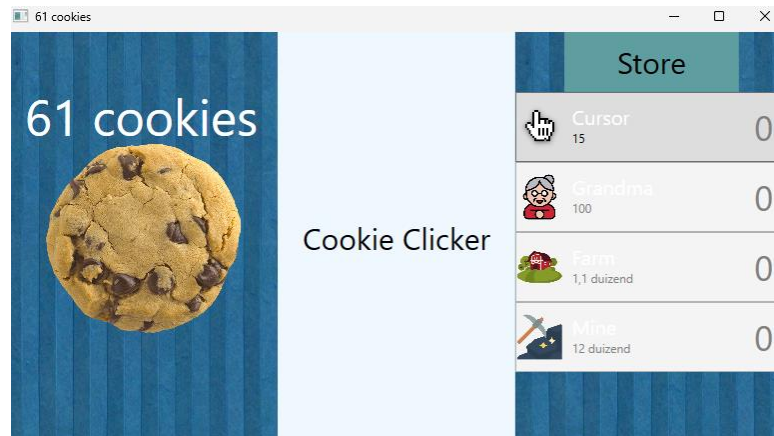 61 cookies
61 cookies
Cookie Clicker
Store
Cursor
15
0
Grandma
100
0
Farm
1,1 duizend
0
Mine
12 duizend
0